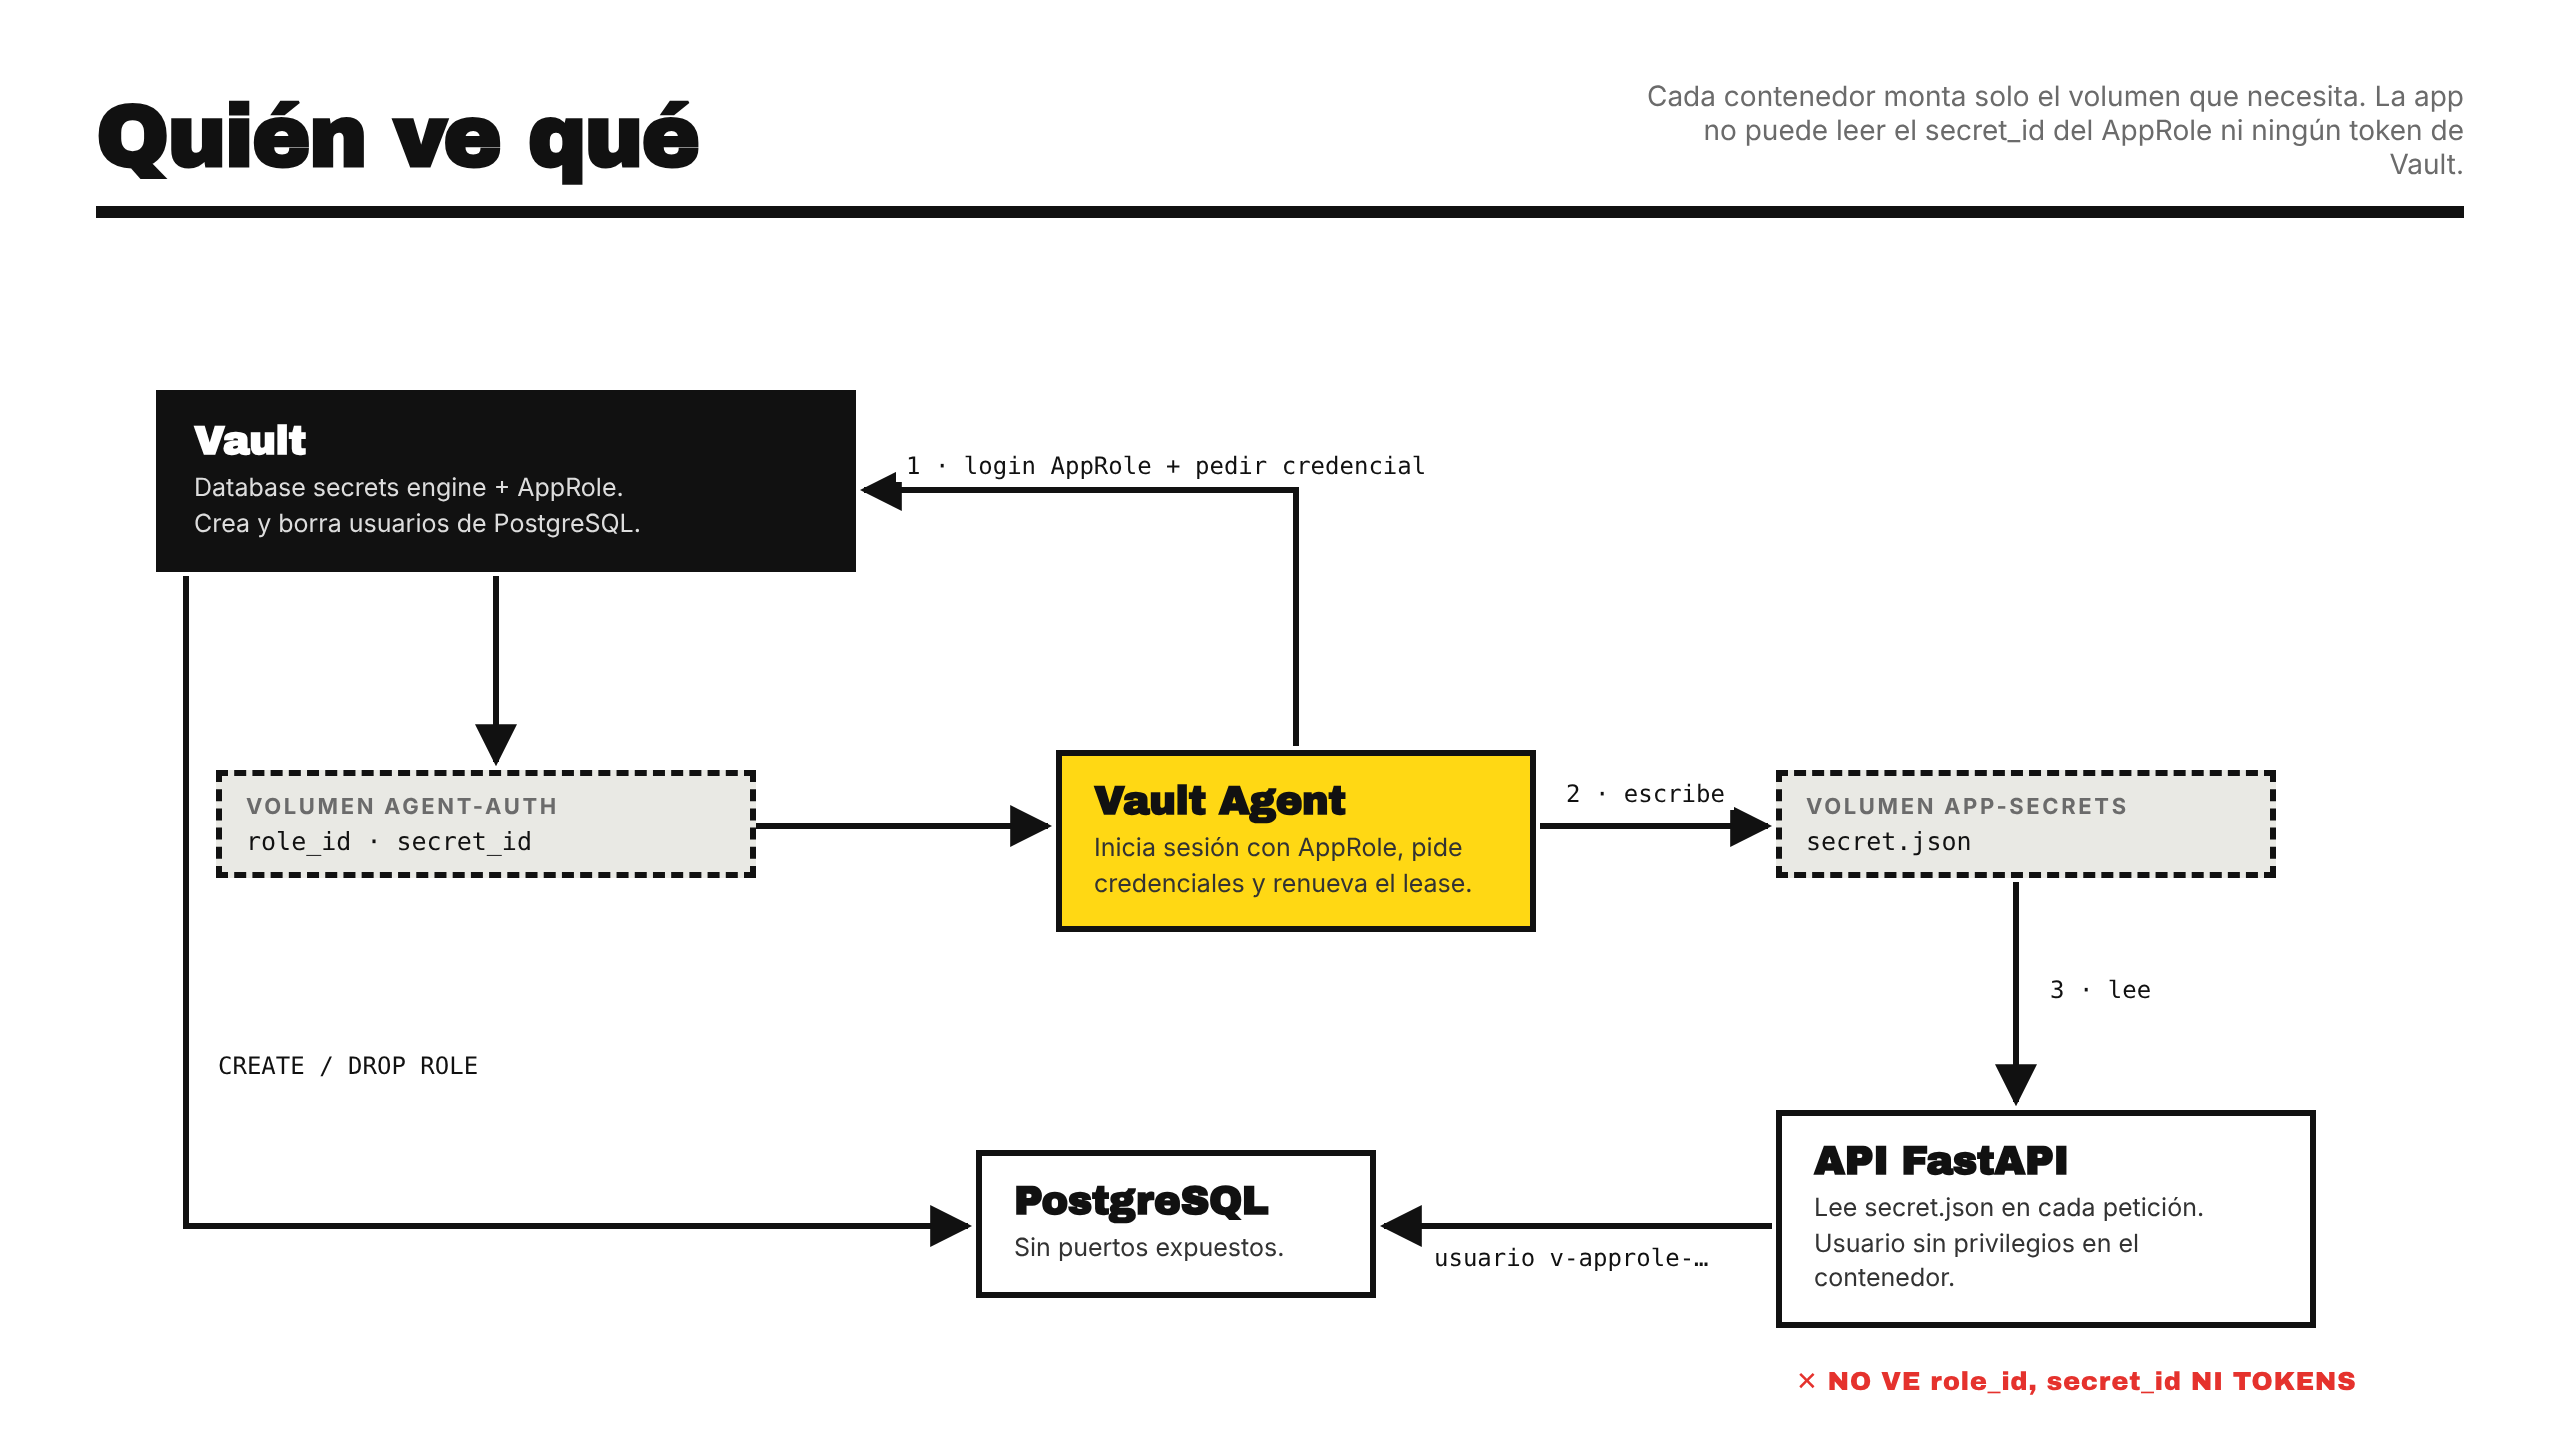 Quién ve qué
Cada contenedor monta solo el volumen que necesita. La app
no puede leer el secret_id del AppRole ni ningún token de
Vault.
Vault
Database secrets engine + AppRole.
Crea y borra usuarios de PostgreSQL.
1 · login AppRole + pedir credencial
VOLUMEN AGENT-AUTH
role_id · secret_id
Vault Agent
Inicia sesión con AppRole, pide
credenciales y renueva el lease.
2 · escribe
VOLUMEN APP-SECRETS
secret.json
3 · lee
CREATE / DROP ROLE
PostgreSQL
Sin puertos expuestos.
usuario v-approle-…
API FastAPI
Lee secret.json en cada petición.
Usuario sin privilegios en el
contenedor.
✕ NO VE role_id, secret_id NI TOKENS